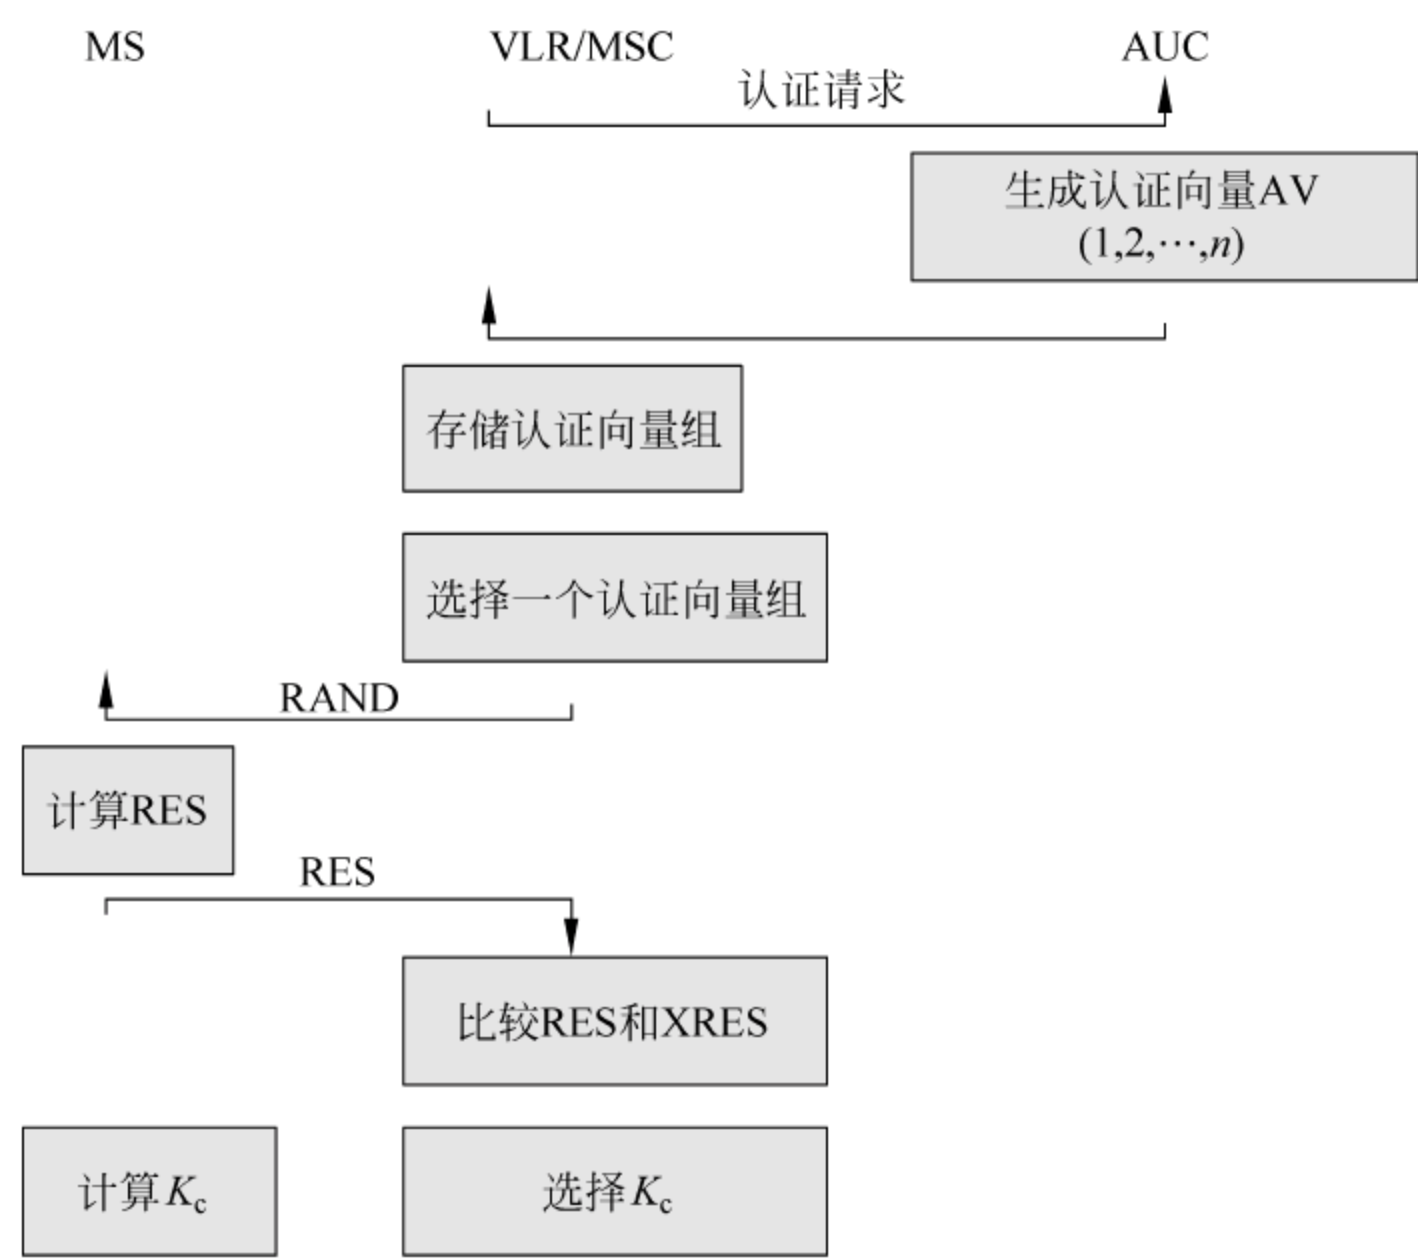 MS
VLR/MSC
AUC
认证请求
生成认证向量AV
(1,2,⋯,n)
存储认证向量组
选择一个认证向量组
RAND
计算RES
RES
比较RES和XRES
计算Kc
选择Kc